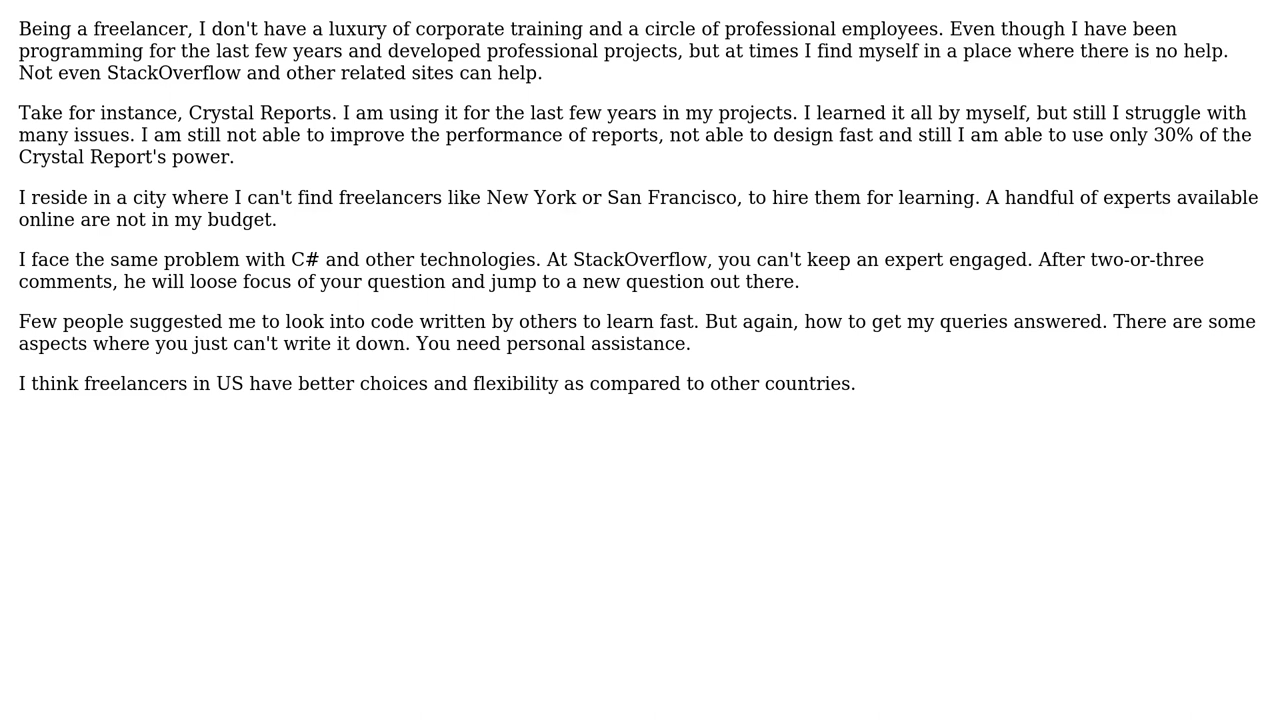 Being a freelancer, I don't have a luxury of corporate training and a circle of professional employees. Even though I have been
programming for the last few years and developed professional projects, but at times I find myself in a place where there is no help.
Not even StackOverflow and other related sites can help.
Take for instance, Crystal Reports. I am using it for the last few years in my projects. I learned it all by myself, but still I struggle with
many issues. I am still not able to improve the performance of reports, not able to design fast and still I am able to use only 30% of the
Crystal Report's power.
I reside in a city where I can't find freelancers like New York or San Francisco, to hire them for learning. A handful of experts available
online are not in my budget.
I face the same problem with C# and other technologies. At StackOverflow, you can't keep an expert engaged. After two-or-three
comments, he will loose focus of your question and jump to a new question out there.
Few people suggested me to look into code written by others to learn fast. But again, how to get my queries answered. There are some
aspects where you just can't write it down. You need personal assistance.
I think freelancers in US have better choices and flexibility as compared to other countries.